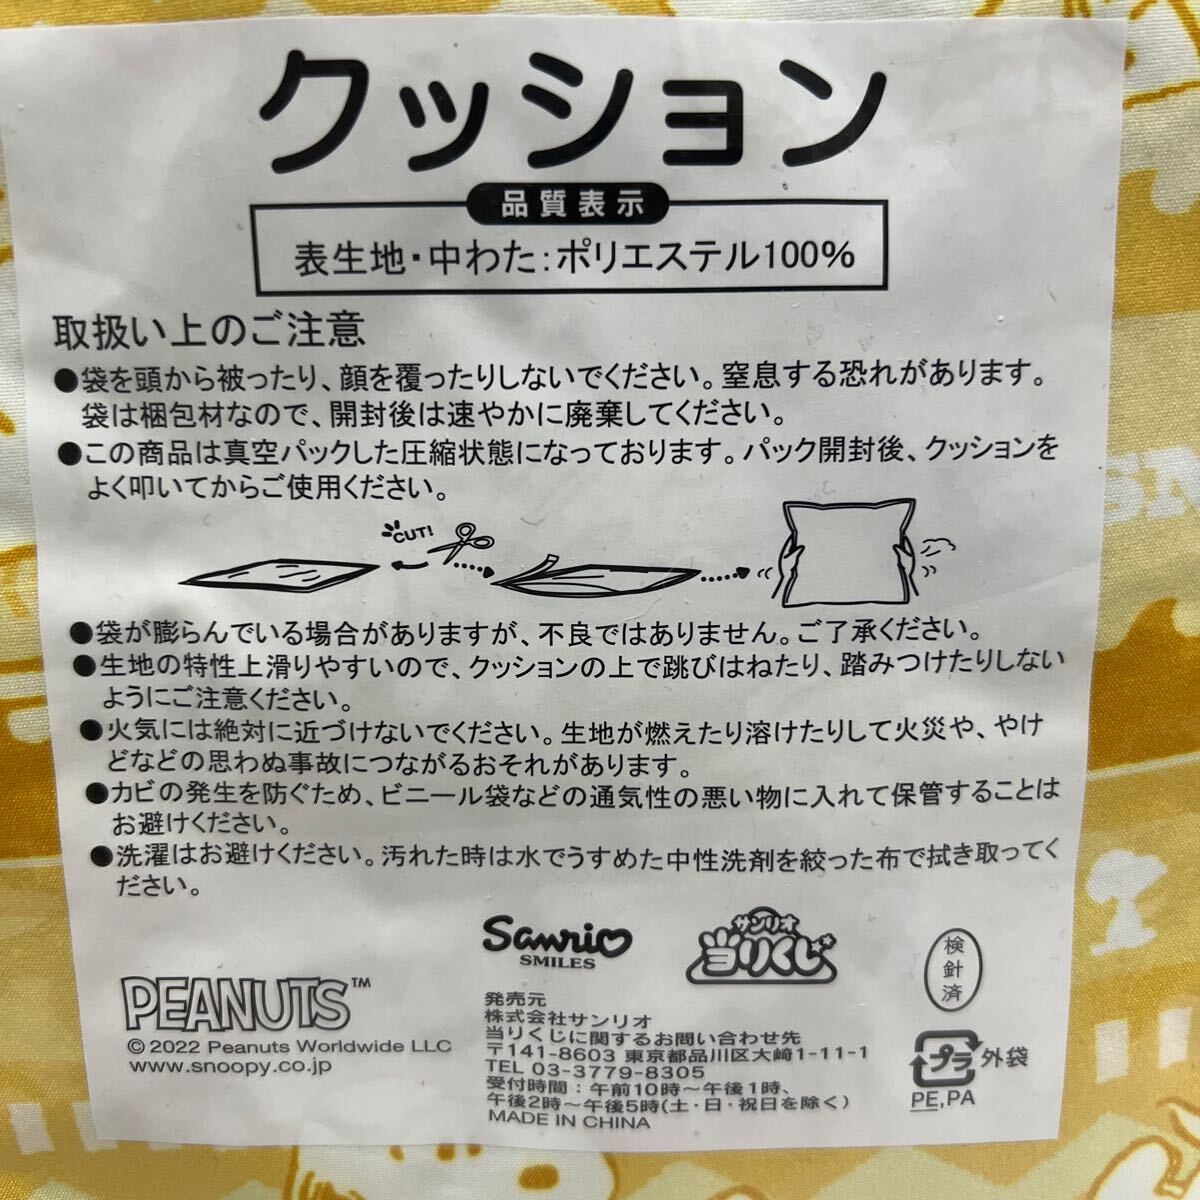 クッション
品質表示
表生地・中わた：ポリエステル100%
取扱い上のご注意
●袋を頭から被ったり、顔を覆ったりしないでください。窒息する恐れがあります。
袋は梱包材なので、開封後は速やかに廃棄してください。
●この商品は真空パックした圧縮状態になっております。パック開封後、クッションを
よく叩いてからご使用ください。
CUT!
●袋が膨らんでいる場合がありますが、不良ではありません。ご了承ください。
●生地の特性上滑りやすいので、クッションの上で跳びはねたり、踏みつけたりしない
ようにご注意ください。
●火気には絶対に近づけないでください。生地が燃えたり溶けたりして火災や、やけ
どなどの思わぬ事故につながるおそれがあります。
●カビの発生を防ぐため、ビニール袋などの通気性の悪い物に入れて保管することは
お避けください。
●洗濯はお避けください。汚れた時は水でうすめた中性洗剤を絞った布で拭き取ってく
ださい。
PEANUTS™
© 2022 Peanuts Worldwide LLC
www.snoopy.co.jp
Sanrio
SMILES
サンリオ
当りくじ
発売元
株式会社サンリオ
当りくじに関するお問い合わせ先
〒141-8603 東京都品川区大崎1-11-1
TEL 03-3779-8305
受付時間：午前10時～午後1時、
午後2時～午後5時(土・日・祝日を除く)
MADE IN CHINA
検針済
プラ 外袋
PE,PA